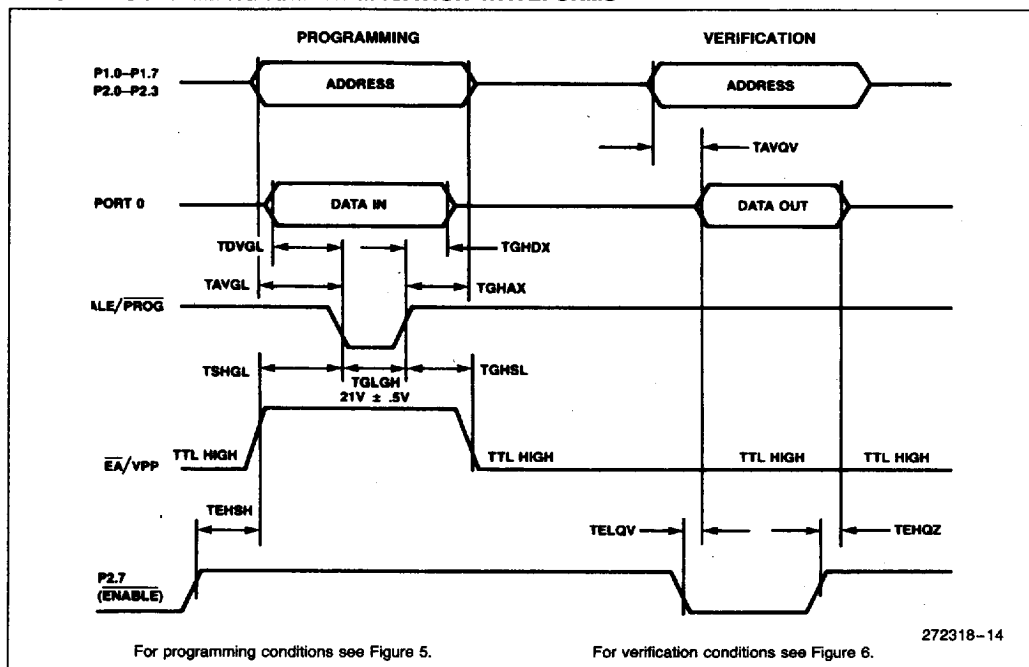 PROGRAMMING VERIFICATION
P1.0–P1.7
P2.0–P2.3
ADDRESS ADDRESS
TAVQV
PORT 0
DATA IN DATA OUT
TDVGL TGHDX
TAVGL TGHAX
ALE/PROG
TSHGL TGLGH TGHSL
21V ± .5V
EA/VPP TTL HIGH TTL HIGH TTL HIGH TTL HIGH
TEHSH TELQV TEHQZ
P2.7
(ENABLE)
272318–14
For programming conditions see Figure 5. For verification conditions see Figure 6.